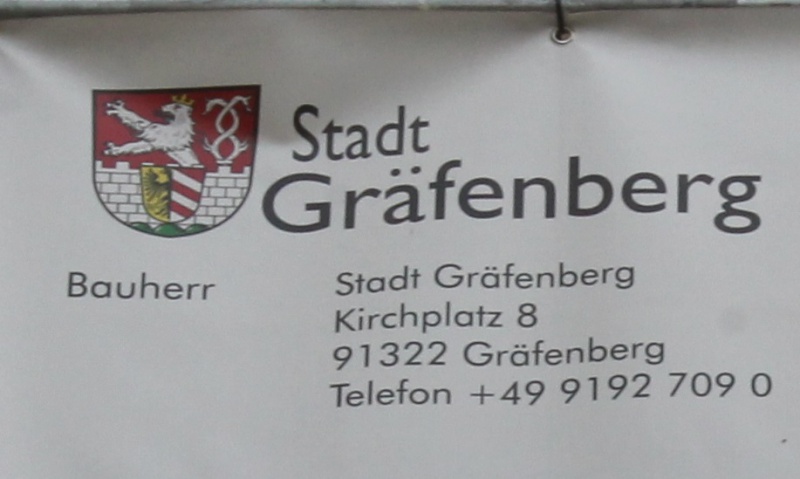 Stadt
Gräfenberg
Bauherr
Stadt Gräfenberg
Kirchplatz 8
91322 Gräfenberg
Telefon +49 9192 709 0